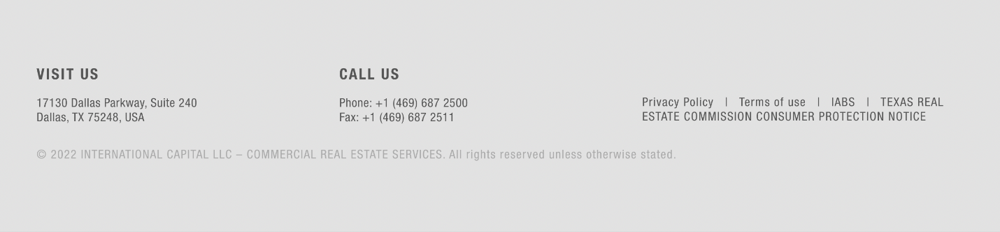 VISIT US
17130 Dallas Parkway, Suite 240
Dallas, TX 75248, USA
CALL US
Phone: +1 (469) 687 2500
Fax: +1 (469) 687 2511
Privacy Policy | Terms of use | IABS | TEXAS REAL
ESTATE COMMISSION CONSUMER PROTECTION NOTICE
© 2022 INTERNATIONAL CAPITAL LLC – COMMERCIAL REAL ESTATE SERVICES. All rights reserved unless otherwise stated.